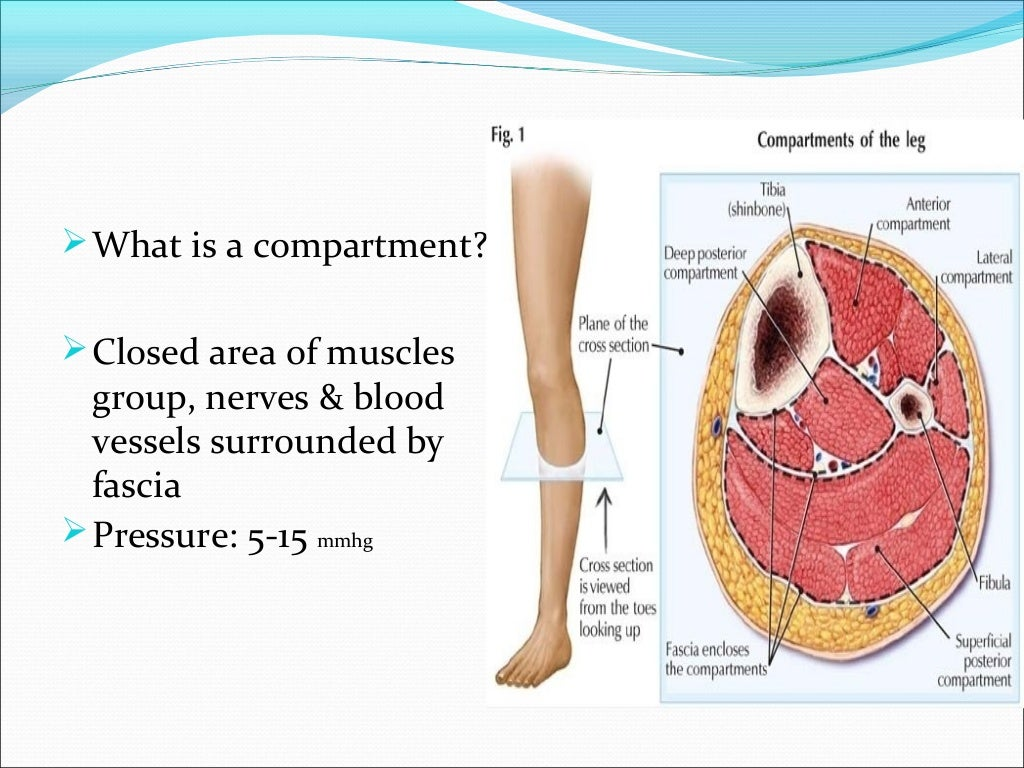 What is a compartment?
Closed area of muscles
group, nerves & blood
vessels surrounded by
fascia
Pressure: 5-15 mmhg
Fig. 1
Compartments of the leg
Tibia
(shinbone)
Anterior
compartment
Deep posterior
compartment
Lateral
compartment
Plane of the
cross section
Cross section
is viewed
from the toes
looking up
Fibula
Fascia encloses
the compartments
Superficial
posterior
compartment